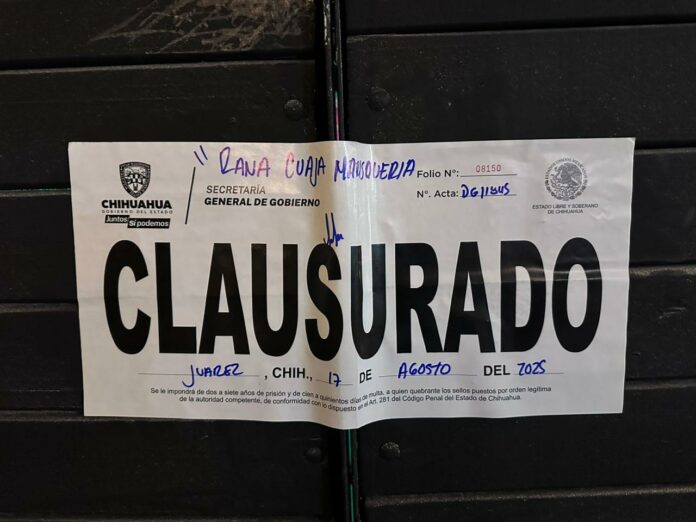 "RANA CUAJA MARISQUERIA
CHIHUAHUA
GOBIERNO DEL ESTADO
Juntos Sí podemos
SECRETARÍA
GENERAL DE GOBIERNO
Folio Nº: 08150
Nº. Acta:
ESTADO LIBRE Y SOBERANO
DE CHIHUAHUA
CLAUSURADO
JUAREZ, CHIH., 17 DE AGOSTO DEL 2025
Se le impondrá de dos a siete años de prisión y de cien a quinientos días de multa, a quien quebrante los sellos puestos por orden legítima
de la autoridad competente, de conformidad con lo dispuesto en el Art. 281 del Código Penal del Estado de Chihuahua.